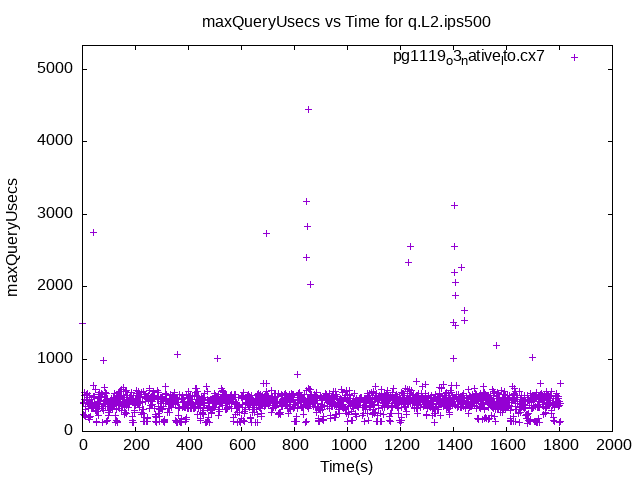 maxQueryUsecs vs Time for q.L2.ips500
pg1119o3nativelto.cx7
5000
4000
3000
2000
1000
0
maxQueryUsecs
0 200 400 600 800 1000 1200 1400 1600 1800 2000
Time(s)